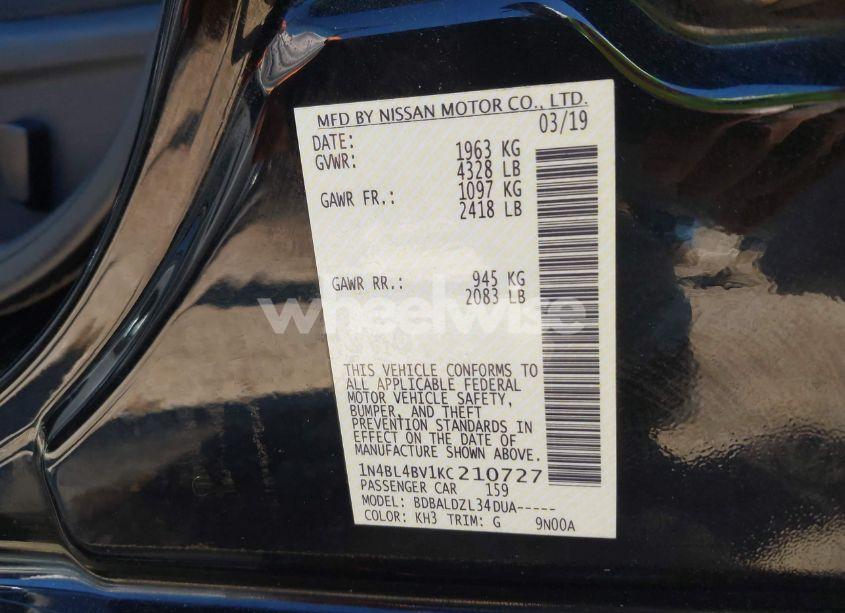 MFD BY NISSAN MOTOR CO., LTD.
DATE: 03/19
GVWR: 1963 KG
4328 LB
GAWR FR.: 1097 KG
2418 LB
GAWR RR.: 945 KG
2083 LB
wheelwise
THIS VEHICLE CONFORMS TO
ALL APPLICABLE FEDERAL
MOTOR VEHICLE SAFETY,
BUMPER, AND THEFT
PREVENTION STANDARDS IN
EFFECT ON THE DATE OF
MANUFACTURE SHOWN ABOVE.
1N4BL4BV1KC210727
PASSENGER CAR 159
MODEL: BDBALDZL34DUA-----
COLOR: KH3 TRIM: G 9N00A